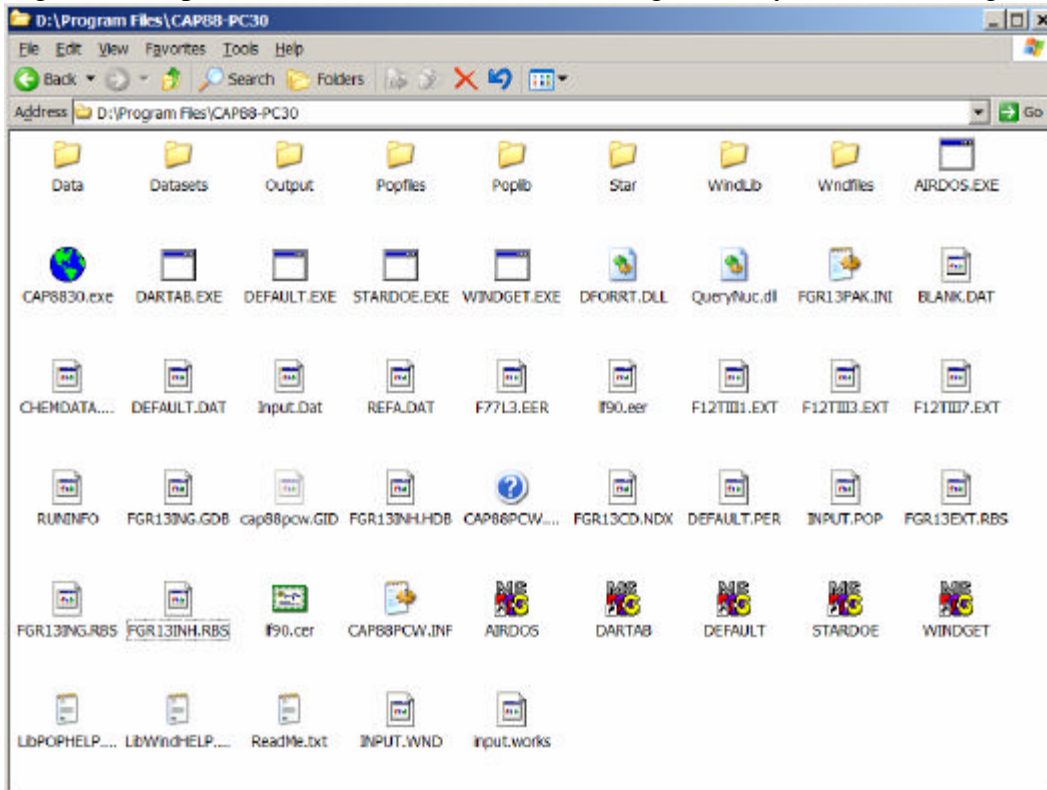 D:\Program Files\CAP88-PC30
File Edit View Favorites Tools Help
Back Search Folders
Address D:\Program Files\CAP88-PC30 Go
Data Datasets Output Popfiles Poplib Star WindLib Wndfiles AIRDOS.EXE
CAP8830.exe DARTAB.EXE DEFAULT.EXE STARDOE.EXE WINDGET.EXE DFORRT.DLL QueryNuc.dll FGR13PAK.INI BLANK.DAT
CHEMDATA.... DEFAULT.DAT Input.Dat REFA.DAT F77L3.EER lf90.eer F12TIII1.EXT F12TIII3.EXT F12TIII7.EXT
RUNINFO FGR13ING.GDB cap88pcw.GID FGR13INH.HDB CAP88PCW.... FGR13CD.NDX DEFAULT.PER INPUT.POP FGR13EXT.RBS
FGR13ING.RBS FGR13INH.RBS lf90.cer CAP88PCW.INF AIRDOS DARTAB DEFAULT STARDOE WINDGET
LibPOPHELP.... LibWindHELP.... ReadMe.txt INPUT.WND input.works